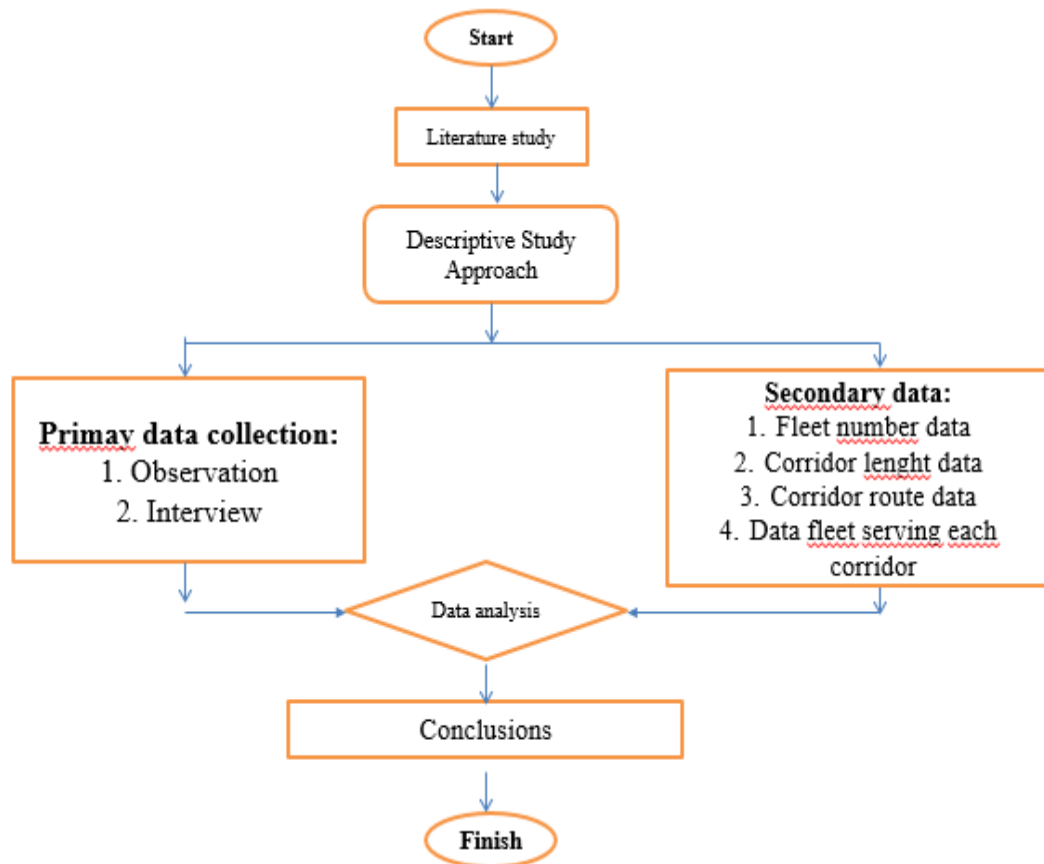 Start
Literature study
Descriptive Study
Approach
Primay data collection:
1. Observation
2. Interview
Secondary data:
1. Fleet number data
2. Corridor lenght data
3. Corridor route data
4. Data fleet serving each
corridor
Data analysis
Conclusions
Finish